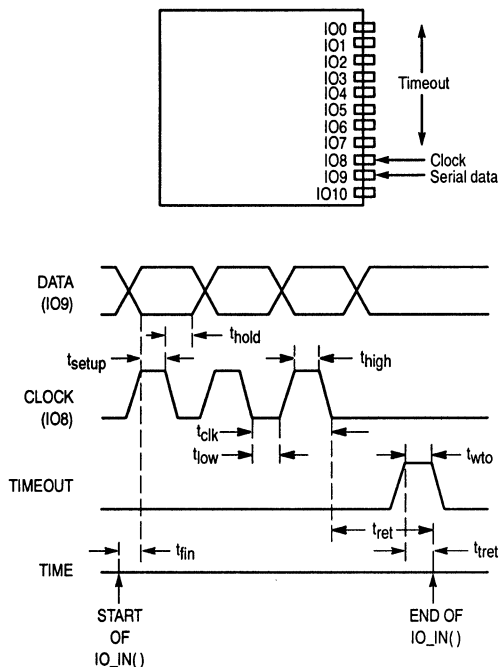 IO0
IO1
IO2
IO3
IO4
IO5
IO6
IO7
IO8
IO9
IO10
Timeout
Clock
Serial data
DATA
(IO9)
thold
tsetup
thigh
CLOCK
(IO8)
tclk
tlow
twto
TIMEOUT
tret
tfin
ttret
TIME
START
OF
IO_IN( )
END OF
IO_IN( )